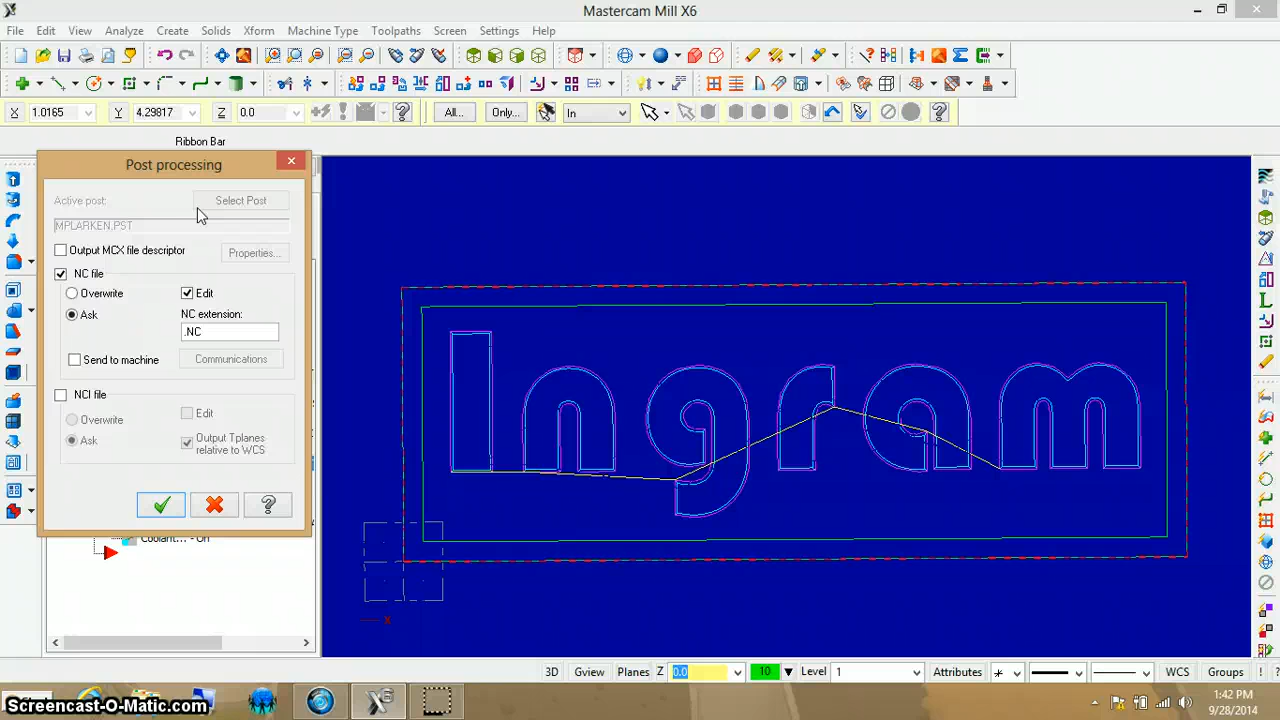 Mastercam Mill X6
File Edit View Analyze Create Solids Xform Machine Type Toolpaths Screen Settings Help
X 1.0165 Y 4.29817 Z 0.0 All... Only... In
Ribbon Bar
Post processing
Active post: Select Post
MPLARKEN.PST
Output MCX file descriptor Properties...
NC file
Overwrite Edit
Ask NC extension:
.NC
Send to machine Communications
NCI file
Overwrite Edit
Ask Output Tplanes
relative to WCS
Coolant... - On
Ingram
X
3D Gview Planes Z 0.0 10 Level 1 Attributes WCS Groups
Screencast-O-Matic.com
1:42 PM
9/28/2014